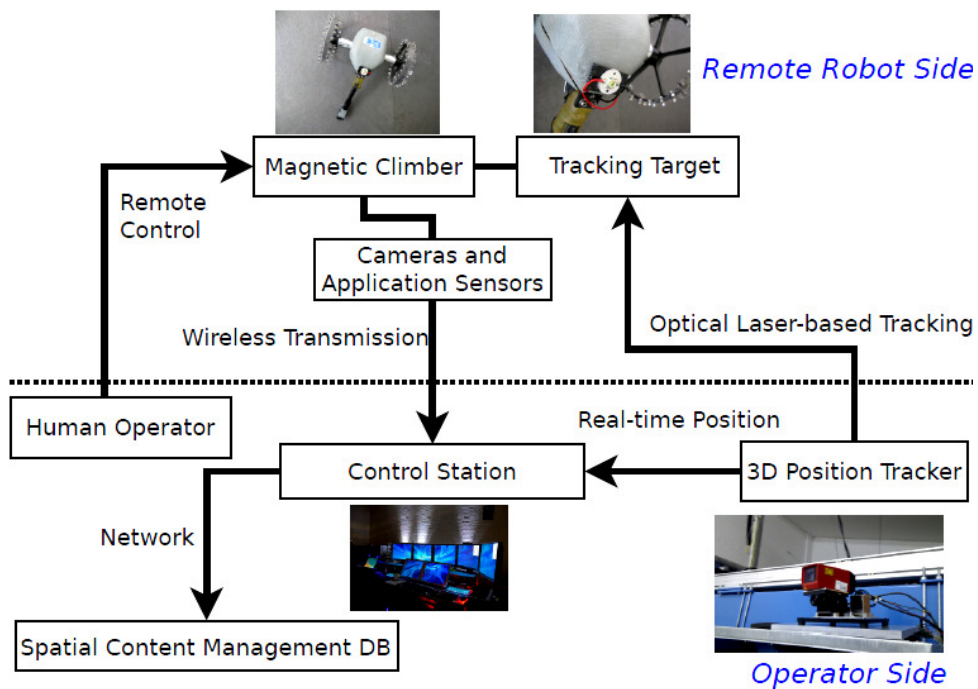 Remote Robot Side
Magnetic Climber
Tracking Target
Remote
Control
Cameras and
Application Sensors
Wireless Transmission
Optical Laser-based Tracking
Human Operator
Real-time Position
Control Station
3D Position Tracker
Network
Spatial Content Management DB
Operator Side